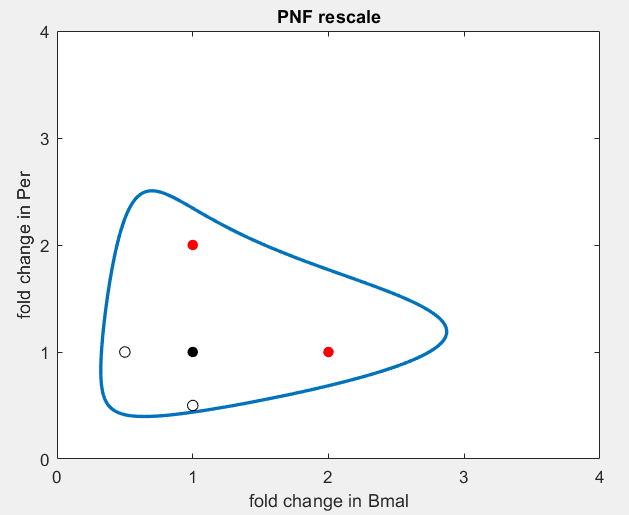 PNF rescale
4
3
2
1
0
fold change in Per
0 1 2 3 4
fold change in Bmal